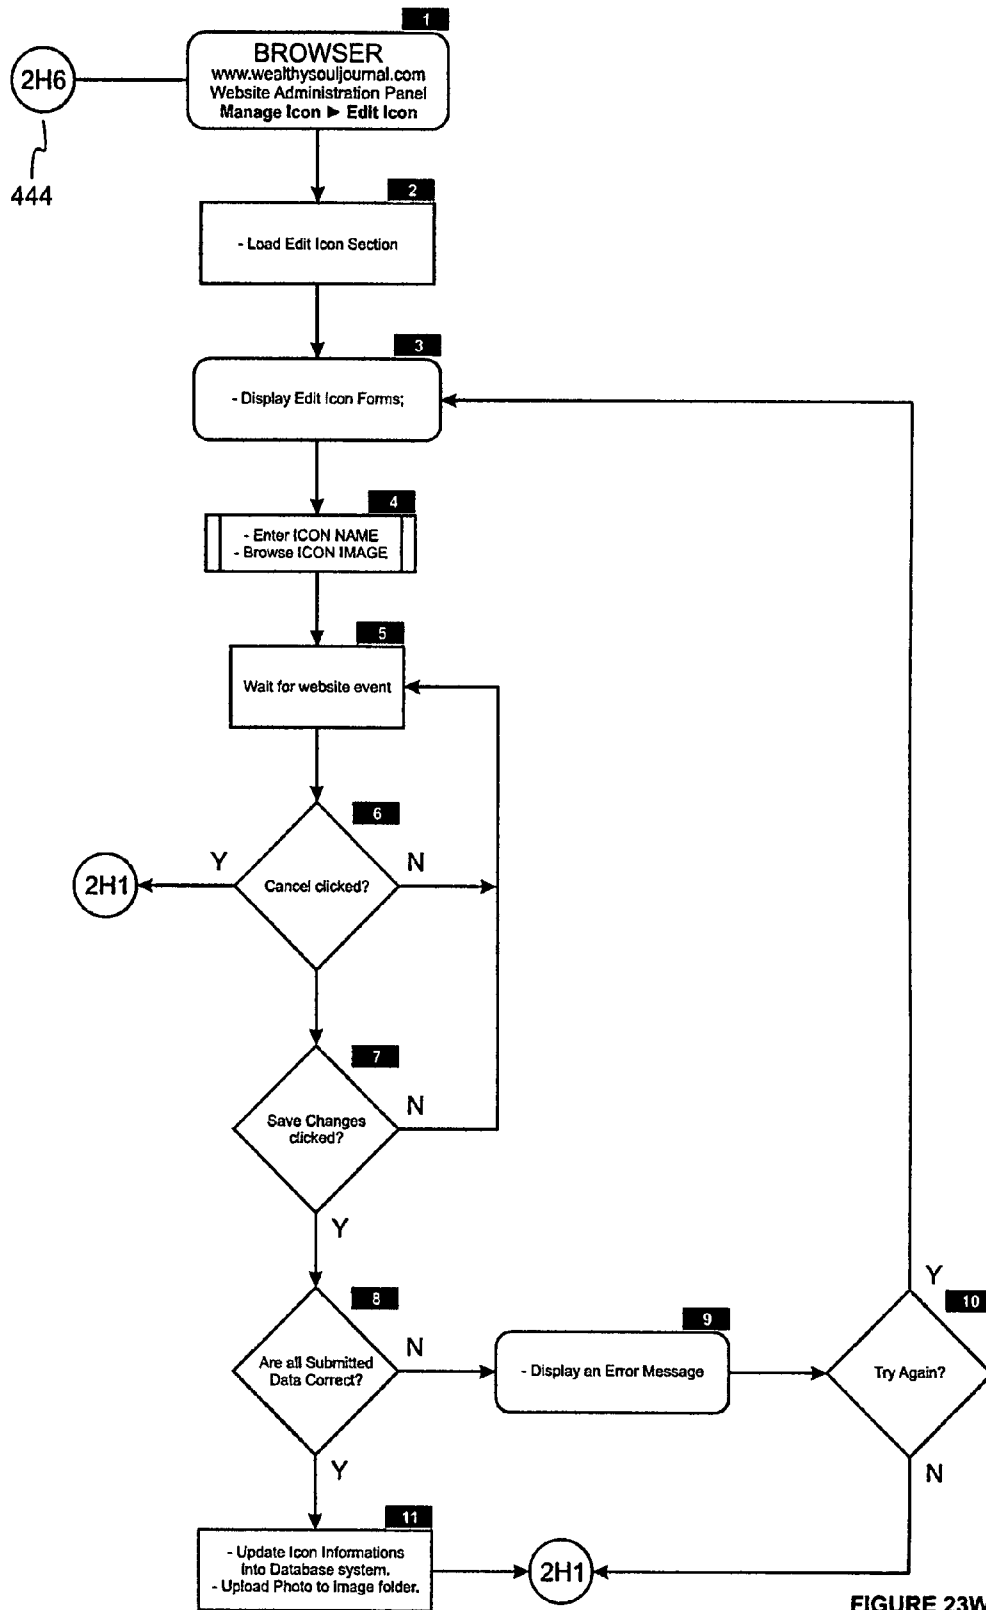 1
BROWSER
www.wealthysouljournal.com
Website Administration Panel
Manage Icon ► Edit Icon
2H6
444
2
- Load Edit Icon Section
3
- Display Edit Icon Forms;
4
- Enter ICON NAME
- Browse ICON IMAGE
5
Wait for website event
6
Y
N
2H1
Cancel clicked?
7
N
Save Changes
clicked?
Y
8
N
Are all Submitted
Data Correct?
Y
9
- Display an Error Message
Y
10
Try Again?
N
11
- Update Icon Informations
into Database system.
- Upload Photo to Image folder.
2H1
FIGURE 23W